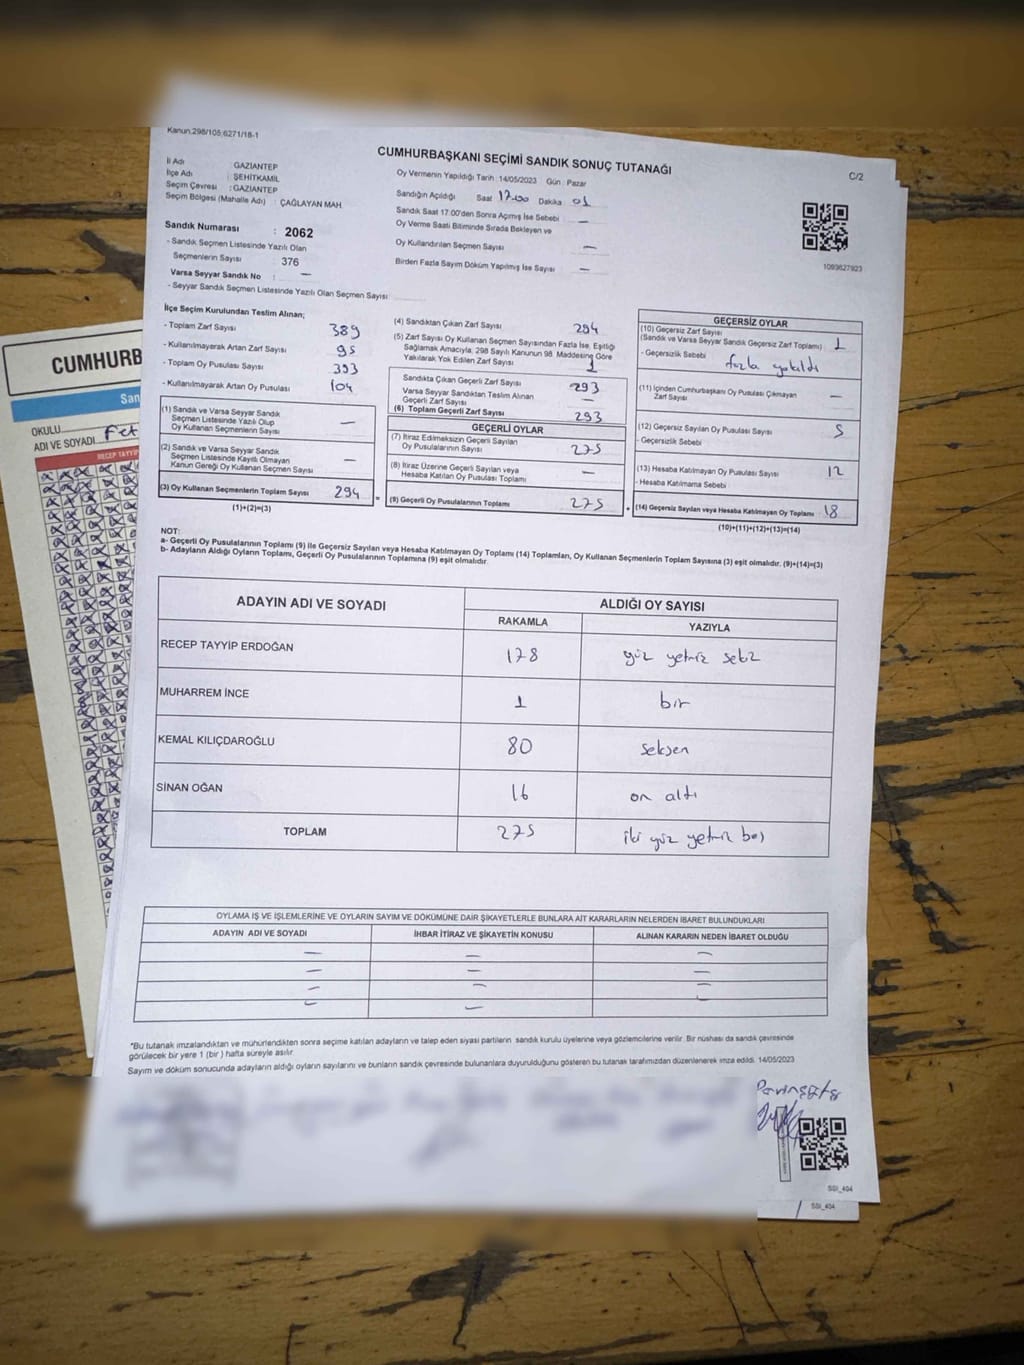 Kanun:298/105;6271/18-1
CUMHURBAŞKANI SEÇİMİ SANDIK SONUÇ TUTANAĞI
C/2
İl Adı GAZİANTEP
İlçe Adı : ŞEHİTKAMİL
Seçim Çevresi : GAZİANTEP
Seçim Bölgesi (Mahalle Adı) : ÇAĞLAYAN MAH.
Sandık Numarası : 2062
- Sandık Seçmen Listesinde Yazılı Olan
Seçmenlerin Sayısı : 376
Varsa Seyyar Sandık No : —
- Seyyar Sandık Seçmen Listesinde Yazılı Olan Seçmen Sayısı
Oy Vermenin Yapıldığı Tarih : 14/05/2023 Gün : Pazar
Sandığın Açıldığı Saat 17.00 Dakika 01
Sandık Saat 17:00'den Sonra Açımış İse Sebebi —
Oy Verme Saati Bitiminde Sırada Bekleyen ve
Oy Kullandırılan Seçmen Sayısı —
Birden Fazla Sayım Döküm Yapılmış İse Sayısı —
1093627923
İlçe Seçim Kurulundan Teslim Alınan;
- Toplam Zarf Sayısı 389
- Kullanılmayarak Artan Zarf Sayısı 95
- Toplam Oy Pusulası Sayısı 393
- Kullanılmayarak Artan Oy Pusulası 104
(1) Sandık ve Varsa Seyyar Sandık
Seçmen Listesinde Yazılı Olup
Oy Kullanan Seçmenlerin Sayısı —
(2) Sandık ve Varsa Seyyar Sandık
Seçmen Listesinde Kayıtlı Olmayan
Kanun Gereği Oy Kullanan Seçmen Sayısı —
(3) Oy Kullanan Seçmenlerin Toplam Sayısı 294 =
(1)+(2)=(3)
(4) Sandıktan Çıkan Zarf Sayısı 294
(5) Zarf Sayısı Oy Kullanan Seçmen Sayısından Fazla İse, Eşitliği
Sağlamak Amacıyla, 298 Sayılı Kanunun 98. Maddesine Göre
Yakılarak Yok Edilen Zarf Sayısı 1
Sandıkta Çıkan Geçerli Zarf Sayısı 293
Varsa Seyyar Sandıktan Teslim Alınan
Geçerli Zarf Sayısı —
(6) Toplam Geçerli Zarf Sayısı 293
GEÇERLİ OYLAR
(7) İtiraz Edilmeksizin Geçerli Sayılan
Oy Pusulalarının Sayısı 275
(8) İtiraz Üzerine Geçerli Sayılan veya
Hesaba Katılan Oy Pusulası Toplamı —
(9) Geçerli Oy Pusulalarının Toplamı 275 +
GEÇERSİZ OYLAR
(10) Geçersiz Zarf Sayısı
(Sandık ve Varsa Seyyar Sandık Geçersiz Zarf Toplamı) 1
- Geçersizlik Sebebi fazla yakıldı
(11) İçinden Cumhurbaşkanı Oy Pusulası Çıkmayan
Zarf Sayısı —
(12) Geçersiz Sayılan Oy Pusulası Sayısı 5
- Geçersizlik Sebebi
(13) Hesaba Katılmayan Oy Pusulası Sayısı 12
- Hesaba Katılmama Sebebi
(14) Geçersiz Sayılan veya Hesaba Katılmayan Oy Toplamı 18
(10)+(11)+(12)+(13)=(14)
NOT:
a- Geçerli Oy Pusulalarının Toplamı (9) ile Geçersiz Sayılan veya Hesaba Katılmayan Oy Toplamı (14) Toplamları, Oy Kullanan Seçmenlerin Toplam Sayısına (3) eşit olmalıdır. (9)+(14)=(3)
b- Adayların Aldığı Oyların Toplamı, Geçerli Oy Pusulalarının Toplamına (9) eşit olmalıdır.
ADAYIN ADI VE SOYADI ALDIĞI OY SAYISI
RAKAMLA YAZIYLA
RECEP TAYYİP ERDOĞAN 178 yüz yetmiş sekiz
MUHARREM İNCE 1 bir
KEMAL KILIÇDAROĞLU 80 seksen
SİNAN OĞAN 16 on altı
TOPLAM 275 iki yüz yetmiş beş
OYLAMA İŞ VE İŞLEMLERİNE VE OYLARIN SAYIM VE DÖKÜMÜNE DAİR ŞİKAYETLERLE BUNLARA AİT KARARLARIN NELERDEN İBARET BULUNDUKLARI
ADAYIN ADI VE SOYADI İHBAR İTİRAZ VE ŞİKAYETİN KONUSU ALINAN KARARIN NEDEN İBARET OLDUĞU
— — —
— — —
— — —
— — —
*Bu tutanak imzalandıktan ve mühürlendikten sonra seçime katılan adayların ve talep eden siyasi partilerin sandık kurulu üyelerine veya gözlemcilerine verilir. Bir nüshası da sandık çevresinde
görülecek bir yere 1 (bir) hafta süreyle asılır.
Sayım ve döküm sonucunda adayların aldığı oyların sayılarını ve bunların sandık çevresinde bulunanlara duyurulduğunu gösteren bu tutanak tarafımızdan düzenlenerek imza edildi. 14/05/2023
SSI_404
SSI_404
CUMHURB
San
OKULU
ADI VE SOYADI Fet
RECEP TAYYİP